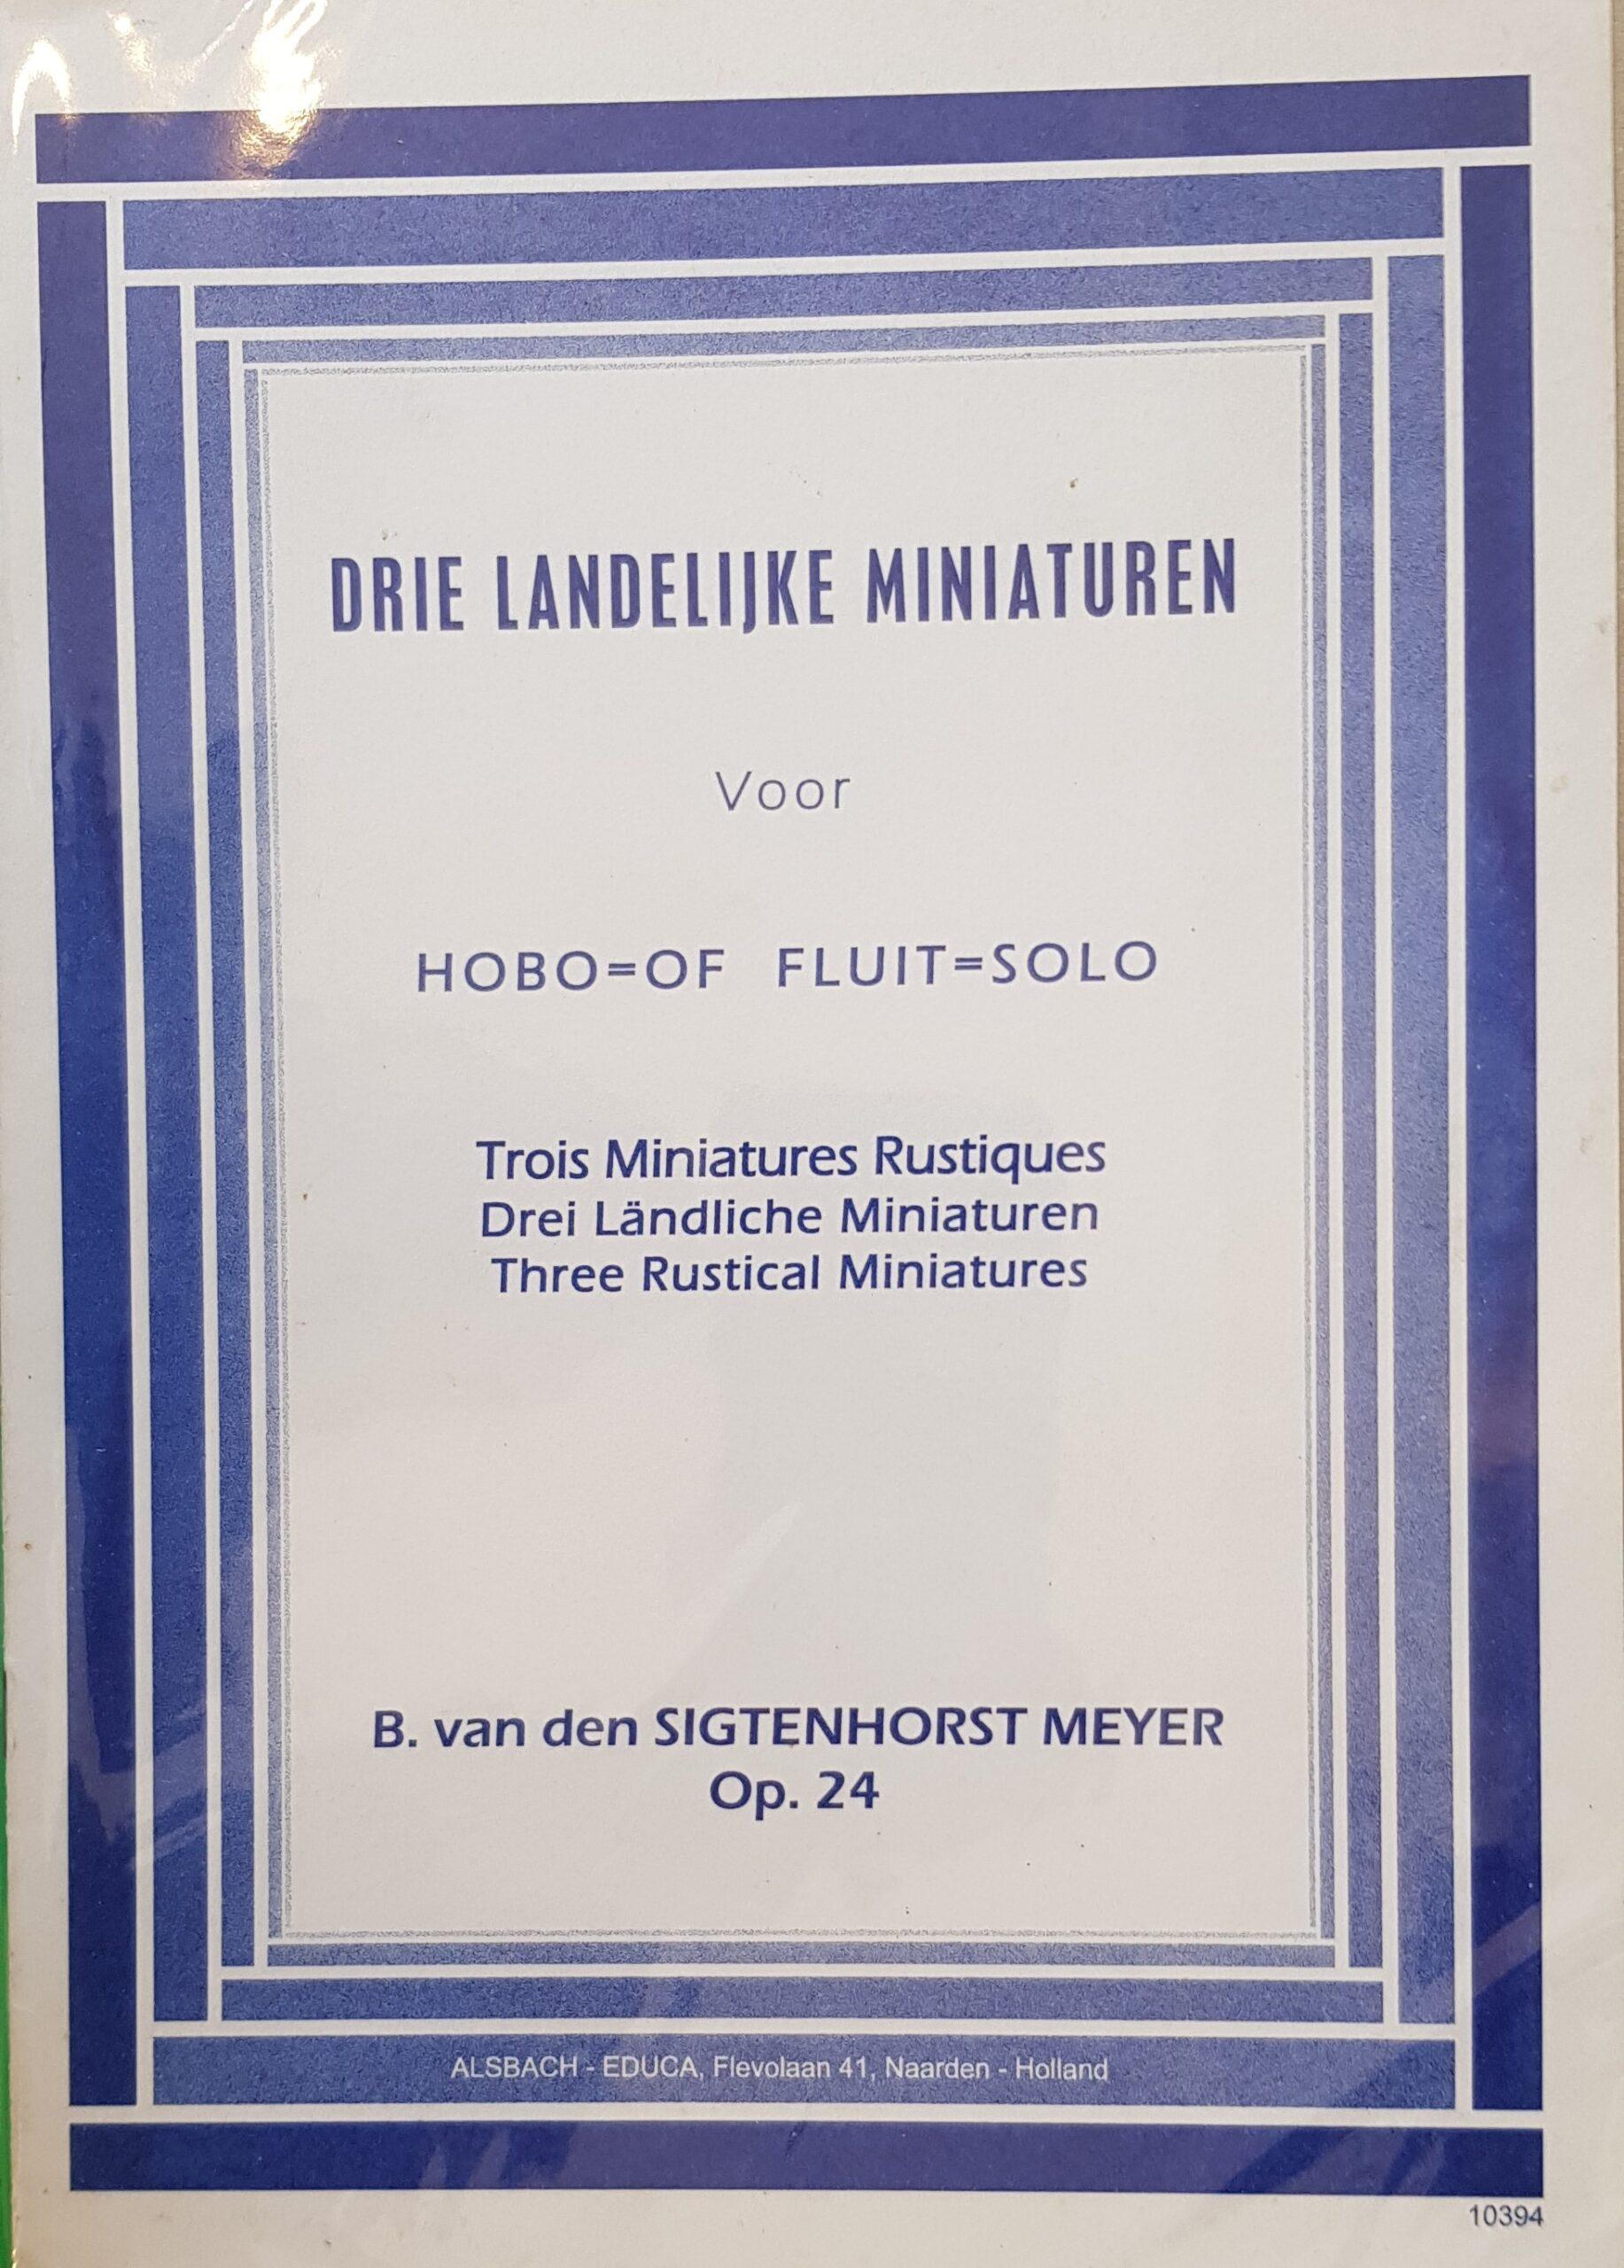 DRIE LANDELIJKE MINIATUREN
Voor
HOBO=OF FLUIT=SOLO
Trois Miniatures Rustiques
Drei Ländliche Miniaturen
Three Rustical Miniatures
B. van den SIGTENHORST MEYER
Op. 24
ALSBACH - EDUCA, Flevolaan 41, Naarden - Holland
10394